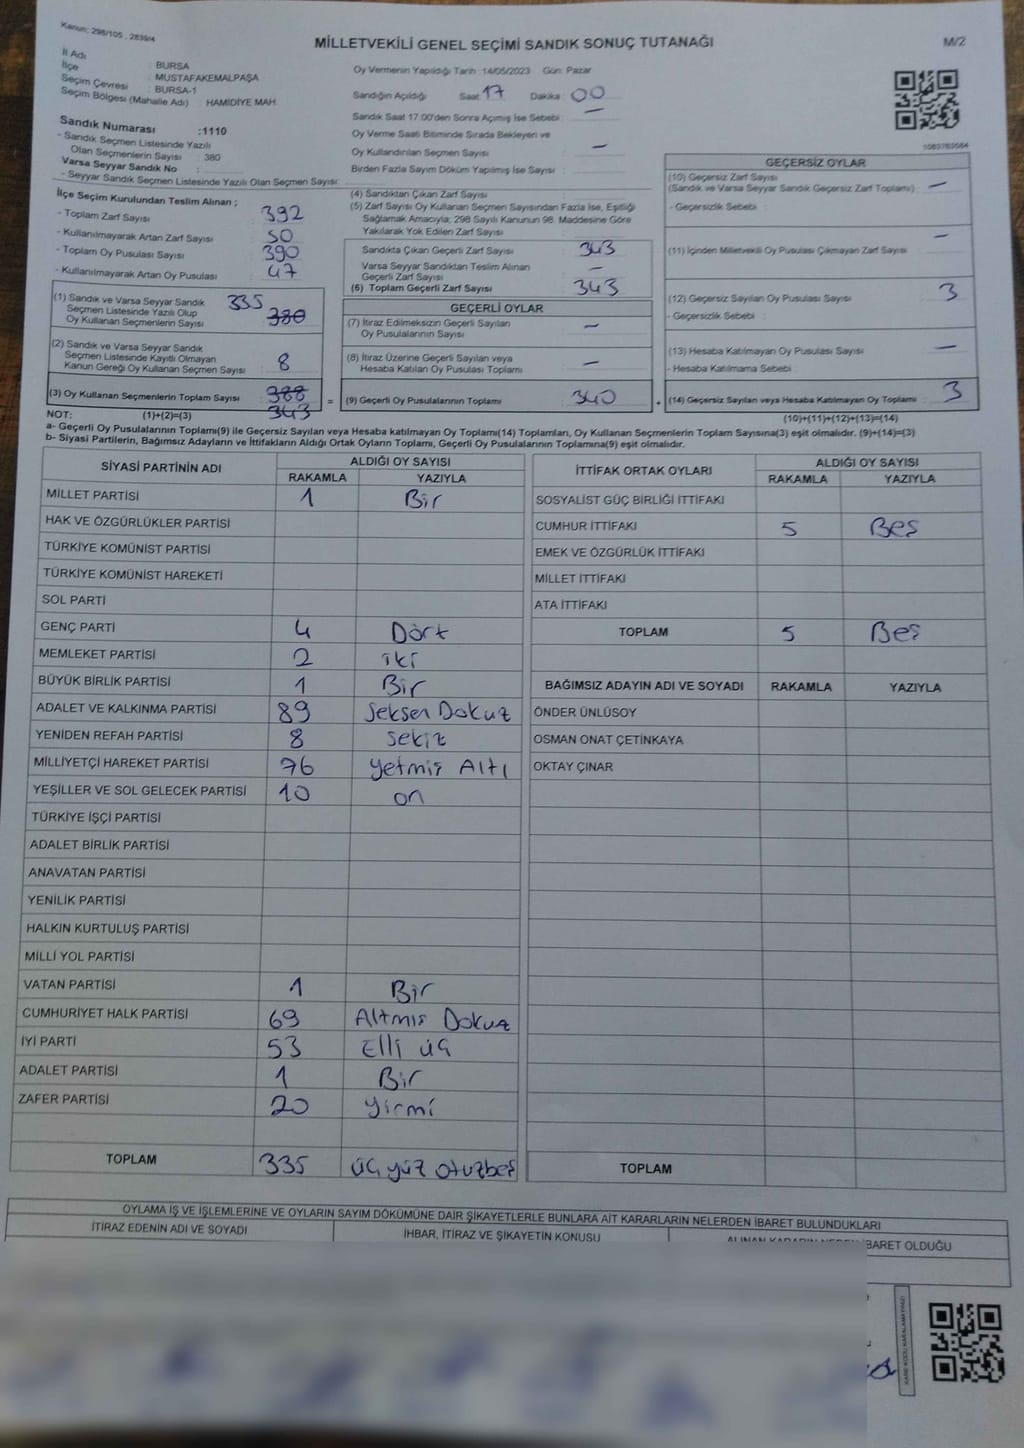 Kanun; 298/105 , 2839/4
MİLLETVEKİLİ GENEL SEÇİMİ SANDIK SONUÇ TUTANAĞI
M/2
İl Adı : BURSA
İlçe : MUSTAFAKEMALPAŞA
Seçim Çevresi : BURSA-1
Seçim Bölgesi (Mahalle Adı) : HAMİDİYE MAH.
Sandık Numarası :1110
- Sandık Seçmen Listesinde Yazılı
Olan Seçmenlerin Sayısı : 380
Varsa Seyyar Sandık No :
- Seyyar Sandık Seçmen Listesinde Yazılı Olan Seçmen Sayısı:
Oy Vermenin Yapıldığı Tarih :14/05/2023 Gün: Pazar
Sandığın Açıldığı Saat: 17 Dakika : 00
Sandık Saat 17:00'den Sonra Açımış İse Sebebi : —
Oy Verme Saati Bitiminde Sırada Bekleyen ve
Oy Kullandırılan Seçmen Sayısı : —
Birden Fazla Sayım Döküm Yapılmış İse Sayısı :
İlçe Seçim Kurulundan Teslim Alınan ;
- Toplam Zarf Sayısı : 392
- Kullanılmayarak Artan Zarf Sayısı : 50
- Toplam Oy Pusulası Sayısı : 390
- Kullanılmayarak Artan Oy Pusulası : 47
(1) Sandık ve Varsa Seyyar Sandık
Seçmen Listesinde Yazılı Olup
Oy Kullanan Seçmenlerin Sayısı : 335 380
(2) Sandık ve Varsa Seyyar Sandık
Seçmen Listesinde Kayıtlı Olmayan
Kanun Gereği Oy Kullanan Seçmen Sayısı : 8
(3) Oy Kullanan Seçmenlerin Toplam Sayısı : 388
343
(4) Sandıktan Çıkan Zarf Sayısı :
(5) Zarf Sayısı Oy Kullanan Seçmen Sayısından Fazla İse, Eşitliği
Sağlamak Amacıyla; 298 Sayılı Kanunun 98. Maddesine Göre
Yakılarak Yok Edilen Zarf Sayısı :
Sandıkta Çıkan Geçerli Zarf Sayısı : 343
Varsa Seyyar Sandıktan Teslim Alınan
Geçerli Zarf Sayısı : —
(6) Toplam Geçerli Zarf Sayısı : 343
GEÇERLİ OYLAR
(7) İtiraz Edilmeksizin Geçerli Sayılan
Oy Pusulalarının Sayısı : —
(8) İtiraz Üzerine Geçerli Sayılan veya
Hesaba Katılan Oy Pusulası Toplamı : —
= (9) Geçerli Oy Pusulalarının Toplamı : 340 +
1083783584
GEÇERSİZ OYLAR
(10) Geçersiz Zarf Sayısı
(Sandık ve Varsa Seyyar Sandık Geçersiz Zarf Toplamı) : —
- Geçersizlik Sebebi :
(11) İçinden Milletvekili Oy Pusulası Çıkmayan Zarf Sayısı : —
(12) Geçersiz Sayılan Oy Pusulası Sayısı : 3
- Geçersizlik Sebebi :
(13) Hesaba Katılmayan Oy Pusulası Sayısı : —
- Hesaba Katılmama Sebebi :
(14) Geçersiz Sayılan veya Hesaba Katılmayan Oy Toplamı : 3
NOT: (1)+(2)=(3)
(10)+(11)+(12)+(13)=(14)
a- Geçerli Oy Pusulalarının Toplamı(9) ile Geçersiz Sayılan veya Hesaba katılmayan Oy Toplamı(14) Toplamları, Oy Kullanan Seçmenlerin Toplam Sayısına(3) eşit olmalıdır. (9)+(14)=(3)
b- Siyasi Partilerin, Bağımsız Adayların ve İttifakların Aldığı Ortak Oyların Toplamı, Geçerli Oy Pusulalarının Toplamına(9) eşit olmalıdır.
SİYASİ PARTİNİN ADI ALDIĞI OY SAYISI
RAKAMLA YAZIYLA
MİLLET PARTİSİ 1 Bir
HAK VE ÖZGÜRLÜKLER PARTİSİ
TÜRKİYE KOMÜNİST PARTİSİ
TÜRKİYE KOMÜNİST HAREKETİ
SOL PARTİ
GENÇ PARTİ 4 Dört
MEMLEKET PARTİSİ 2 iki
BÜYÜK BİRLİK PARTİSİ 1 Bir
ADALET VE KALKINMA PARTİSİ 89 Seksen Dokuz
YENİDEN REFAH PARTİSİ 8 sekiz
MİLLİYETÇİ HAREKET PARTİSİ 76 yetmiş Altı
YEŞİLLER VE SOL GELECEK PARTİSİ 10 on
TÜRKİYE İŞÇİ PARTİSİ
ADALET BİRLİK PARTİSİ
ANAVATAN PARTİSİ
YENİLİK PARTİSİ
HALKIN KURTULUŞ PARTİSİ
MİLLİ YOL PARTİSİ
VATAN PARTİSİ 1 Bir
CUMHURİYET HALK PARTİSİ 69 Altmış Dokuz
İYİ PARTİ 53 Elli üç
ADALET PARTİSİ 1 Bir
ZAFER PARTİSİ 20 yirmi
TOPLAM 335 üç yüz otuzbeş
İTTİFAK ORTAK OYLARI ALDIĞI OY SAYISI
RAKAMLA YAZIYLA
SOSYALİST GÜÇ BİRLİĞİ İTTİFAKI
CUMHUR İTTİFAKI 5 Beş
EMEK VE ÖZGÜRLÜK İTTİFAKI
MİLLET İTTİFAKI
ATA İTTİFAKI
TOPLAM 5 Beş
BAĞIMSIZ ADAYIN ADI VE SOYADI RAKAMLA YAZIYLA
ÖNDER ÜNLÜSOY
OSMAN ONAT ÇETİNKAYA
OKTAY ÇINAR
TOPLAM
OYLAMA İŞ VE İŞLEMLERİNE VE OYLARIN SAYIM DÖKÜMÜNE DAİR ŞİKAYETLERLE BUNLARA AİT KARARLARIN NELERDEN İBARET BULUNDUKLARI
İTİRAZ EDENİN ADI VE SOYADI İHBAR, İTİRAZ VE ŞİKAYETİN KONUSU ALINAN KARARIN NEDEN İBARET OLDUĞU
KARE KODU KARALAMAYINIZ!